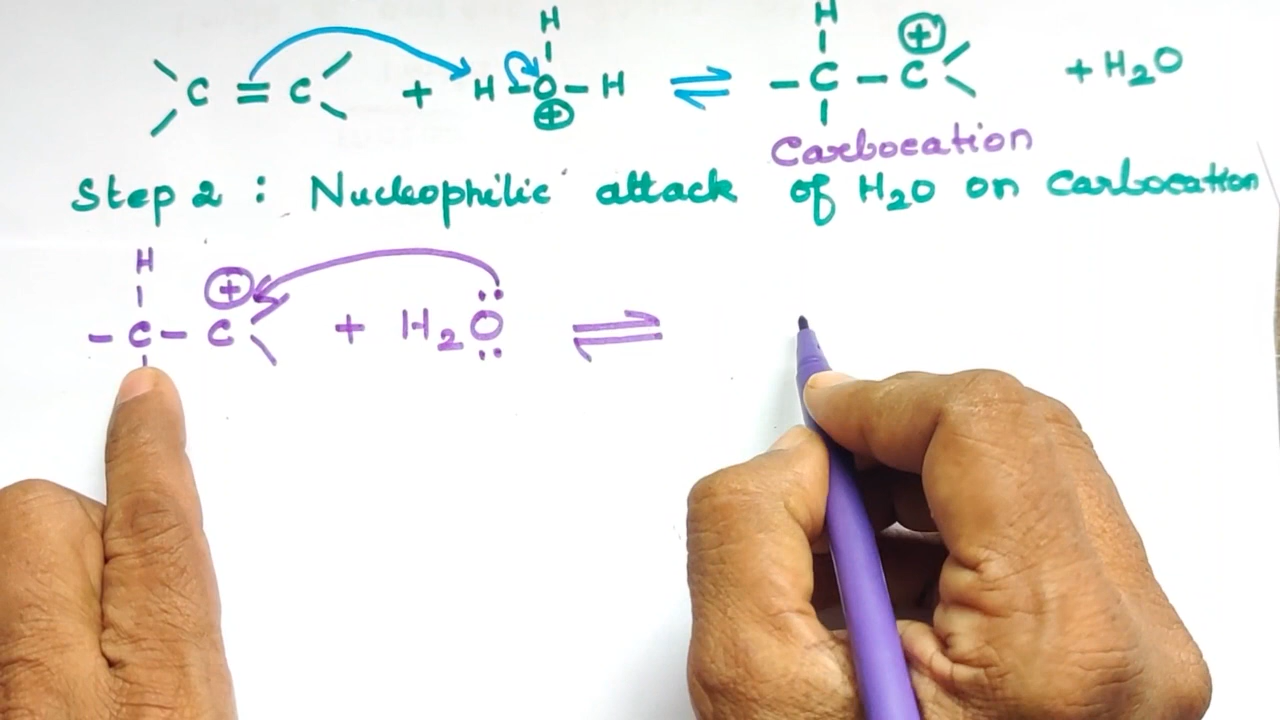 H H ⊕
C = C + H - O - H ⇌ - C - C + H2O
⊕
Carbocation
Step 2 : Nucleophilic attack of H2O on Carbocation
H ⊕
- C - C + H2O ⇌